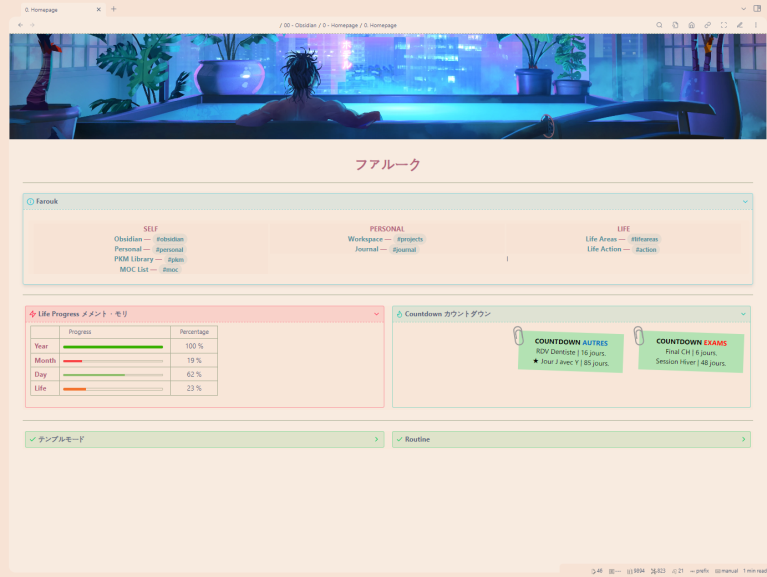 0. Homepage
/ 00 - Obsidian / 0 - Homepage / 0. Homepage
ファルーク
Farouk
SELF
Obsidian — #obsidian
Personal — #personal
PKM Library — #pkm
MOC List — #moc
PERSONAL
Workspace — #projects
Journal — #journal
LIFE
Life Areas — #lifeareas
Life Action — #action
Life Progress メメント・モリ
Progress Percentage
Year 100 %
Month 19 %
Day 62 %
Life 23 %
Countdown カウントダウン
COUNTDOWN AUTRES
RDV Dentiste | 16 jours.
★ Jour J avec Y | 85 jours.
COUNTDOWN EXAMS
Final CH | 6 jours.
Session Hiver | 48 jours.
テンプルモード
Routine
46 — 8894 823 21 — prefix manual 1 min read